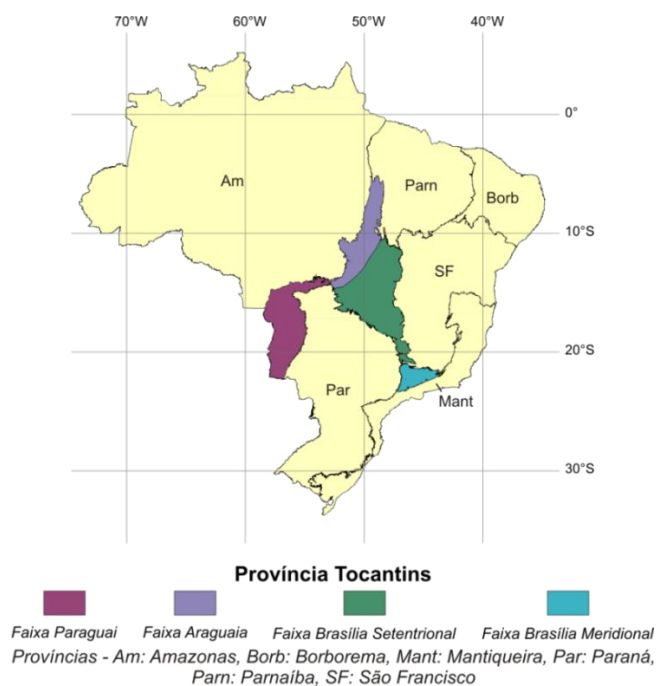 70°W 60°W 50°W 40°W
0°
Am
Parn
Borb
10°S
SF
20°S
Par
Mant
30°S
Província Tocantins
Faixa Paraguai Faixa Araguaia Faixa Brasília Setentrional Faixa Brasília Meridional
Províncias - Am: Amazonas, Borb: Borborema, Mant: Mantiqueira, Par: Paraná,
Parn: Parnaíba, SF: São Francisco